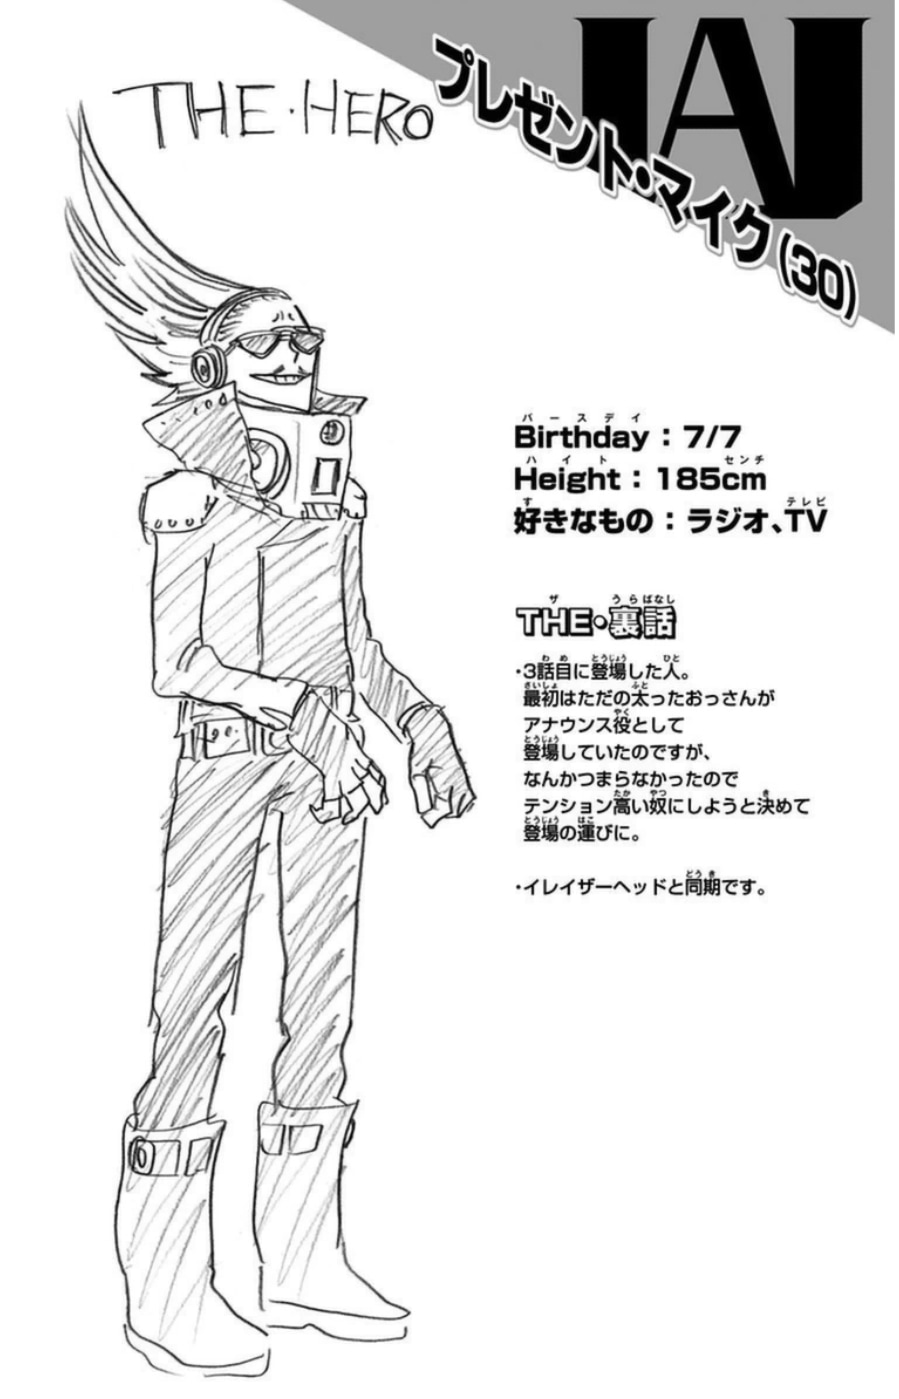 THE・HERO
UA
プレゼント・マイク(30)
Birthday：7/7
Height：185cm
好きなもの：ラジオ、TV
THE・裏話
・3話目に登場した人。
最初はただの太ったおっさんが
アナウンス役として
登場していたのですが、
なんかつまらなかったので
テンション高い奴にしようと決めて
登場の運びに。
・イレイザーヘッドと同期です。